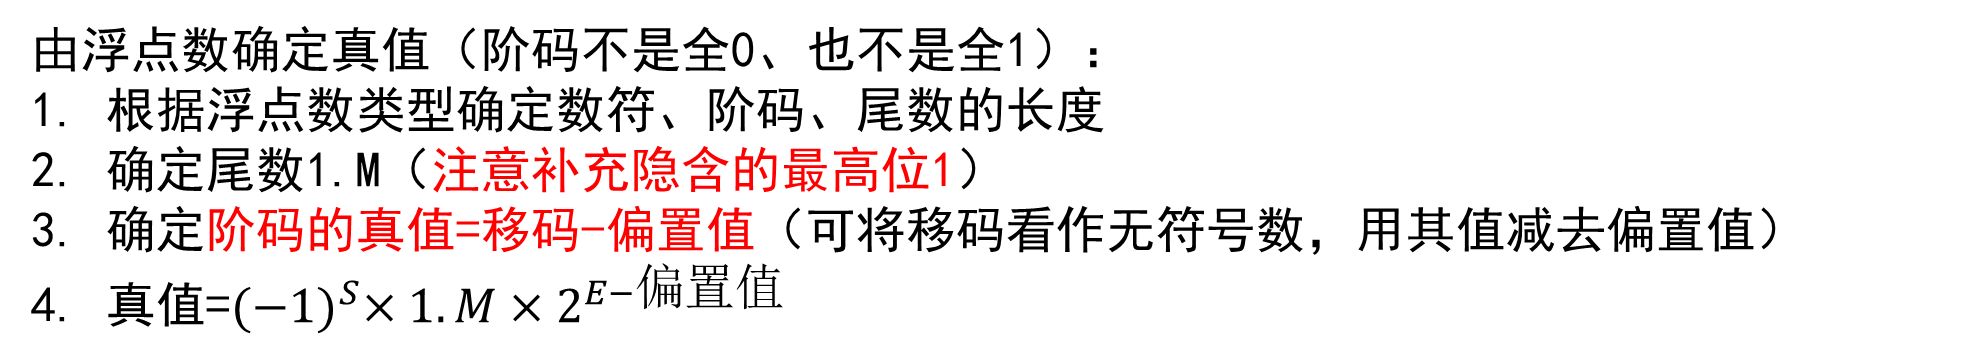 由浮点数确定真值（阶码不是全0、也不是全1）：
1. 根据浮点数类型确定数符、阶码、尾数的长度
2. 确定尾数1.M（注意补充隐含的最高位1）
3. 确定阶码的真值=移码-偏置值（可将移码看作无符号数，用其值减去偏置值）
4. 真值=$(-1)^S \times 1.M \times 2^{E-偏置值}$